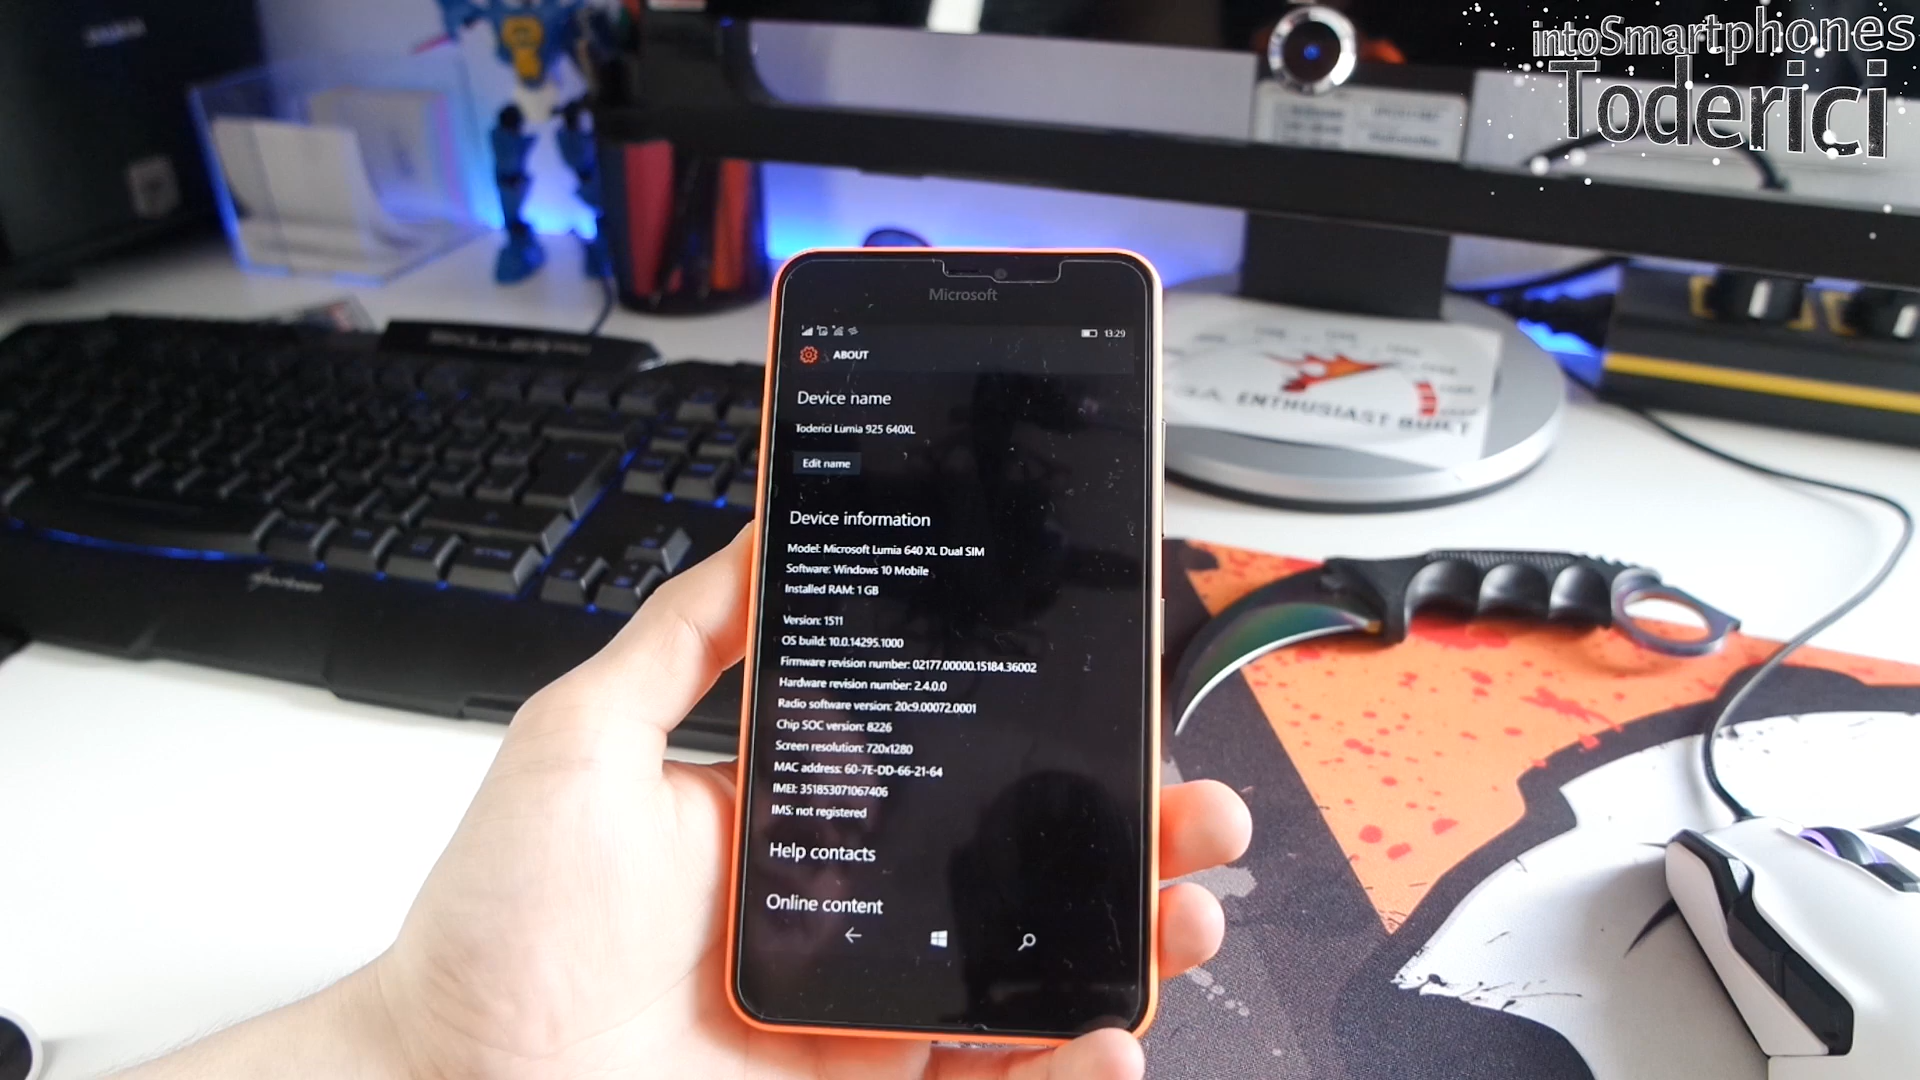 intoSmartphones
Toderici
Microsoft
13:29
ABOUT
Device name
Toderici Lumia 925 640XL
Edit name
Device information
Model: Microsoft Lumia 640 XL Dual SIM
Software: Windows 10 Mobile
Installed RAM: 1 GB
Version: 1511
OS build: 10.0.14295.1000
Firmware revision number: 02177.00000.15184.36002
Hardware revision number: 2.4.0.0
Radio software version: 20c9.00072.0001
Chip SOC version: 8226
Screen resolution: 720x1280
MAC address: 60-7E-DD-66-21-64
IMEI: 351853071067406
IMS: not registered
Help contacts
Online content
ENTHUSIAST BUILT
Sharkoon